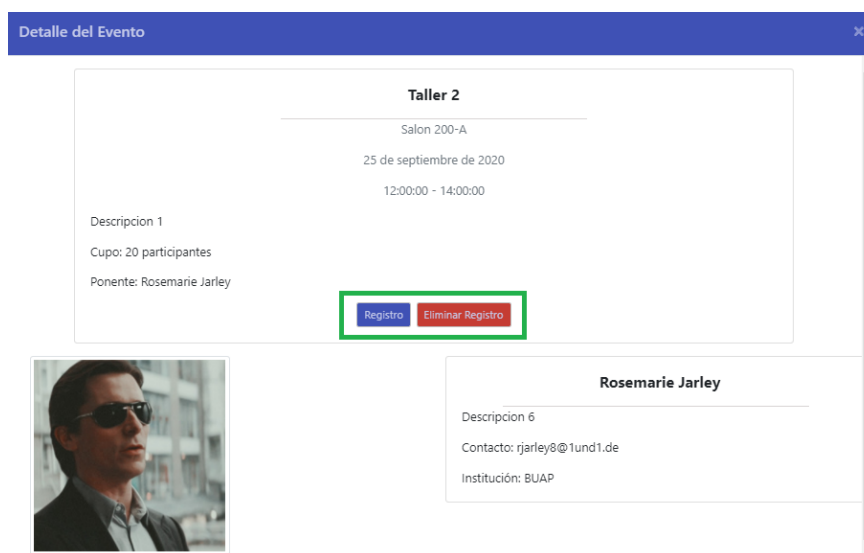 Detalle del Evento ×
Taller 2
Salon 200-A
25 de septiembre de 2020
12:00:00 - 14:00:00
Descripcion 1
Cupo: 20 participantes
Ponente: Rosemarie Jarley
Registro Eliminar Registro
Rosemarie Jarley
Descripcion 6
Contacto: rjarley8@1und1.de
Institución: BUAP